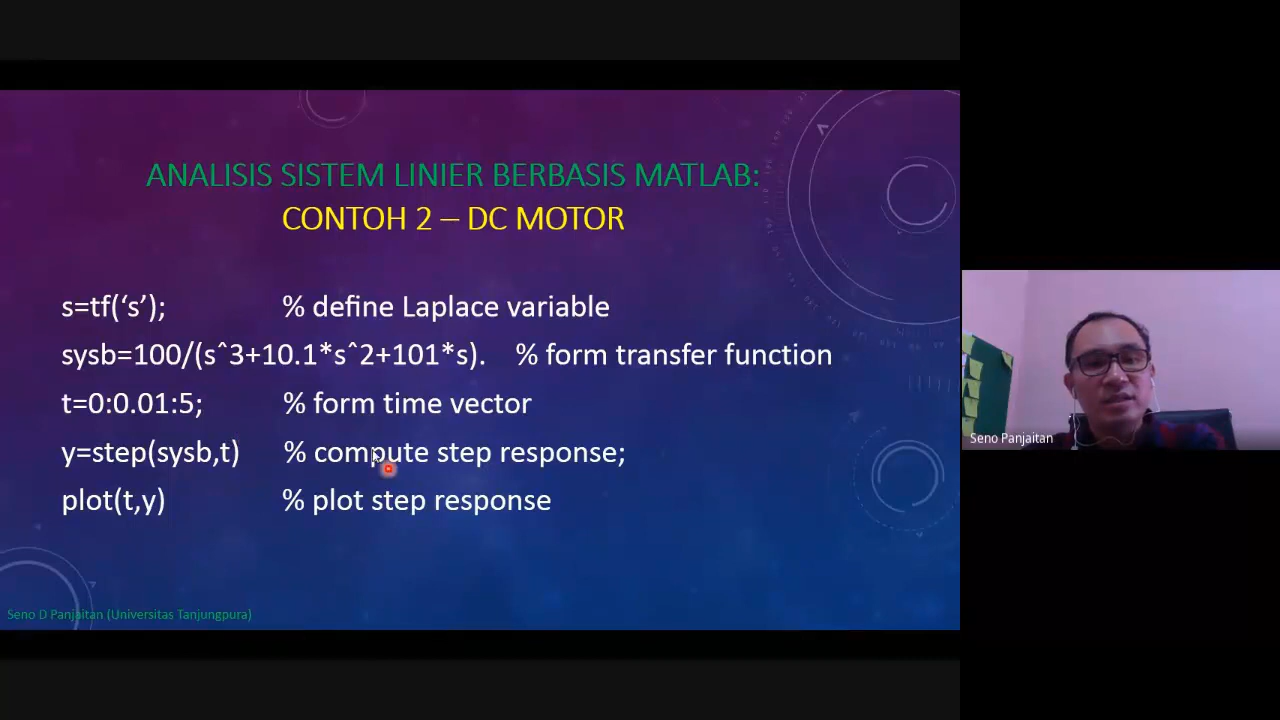 ANALISIS SISTEM LINIER BERBASIS MATLAB:
CONTOH 2 – DC MOTOR
s=tf(‘s’); % define Laplace variable
sysb=100/(sˆ3+10.1*sˆ2+101*s). % form transfer function
t=0:0.01:5; % form time vector
y=step(sysb,t) % compute step response;
plot(t,y) % plot step response
Seno D Panjaitan (Universitas Tanjungpura)
Seno Panjaitan